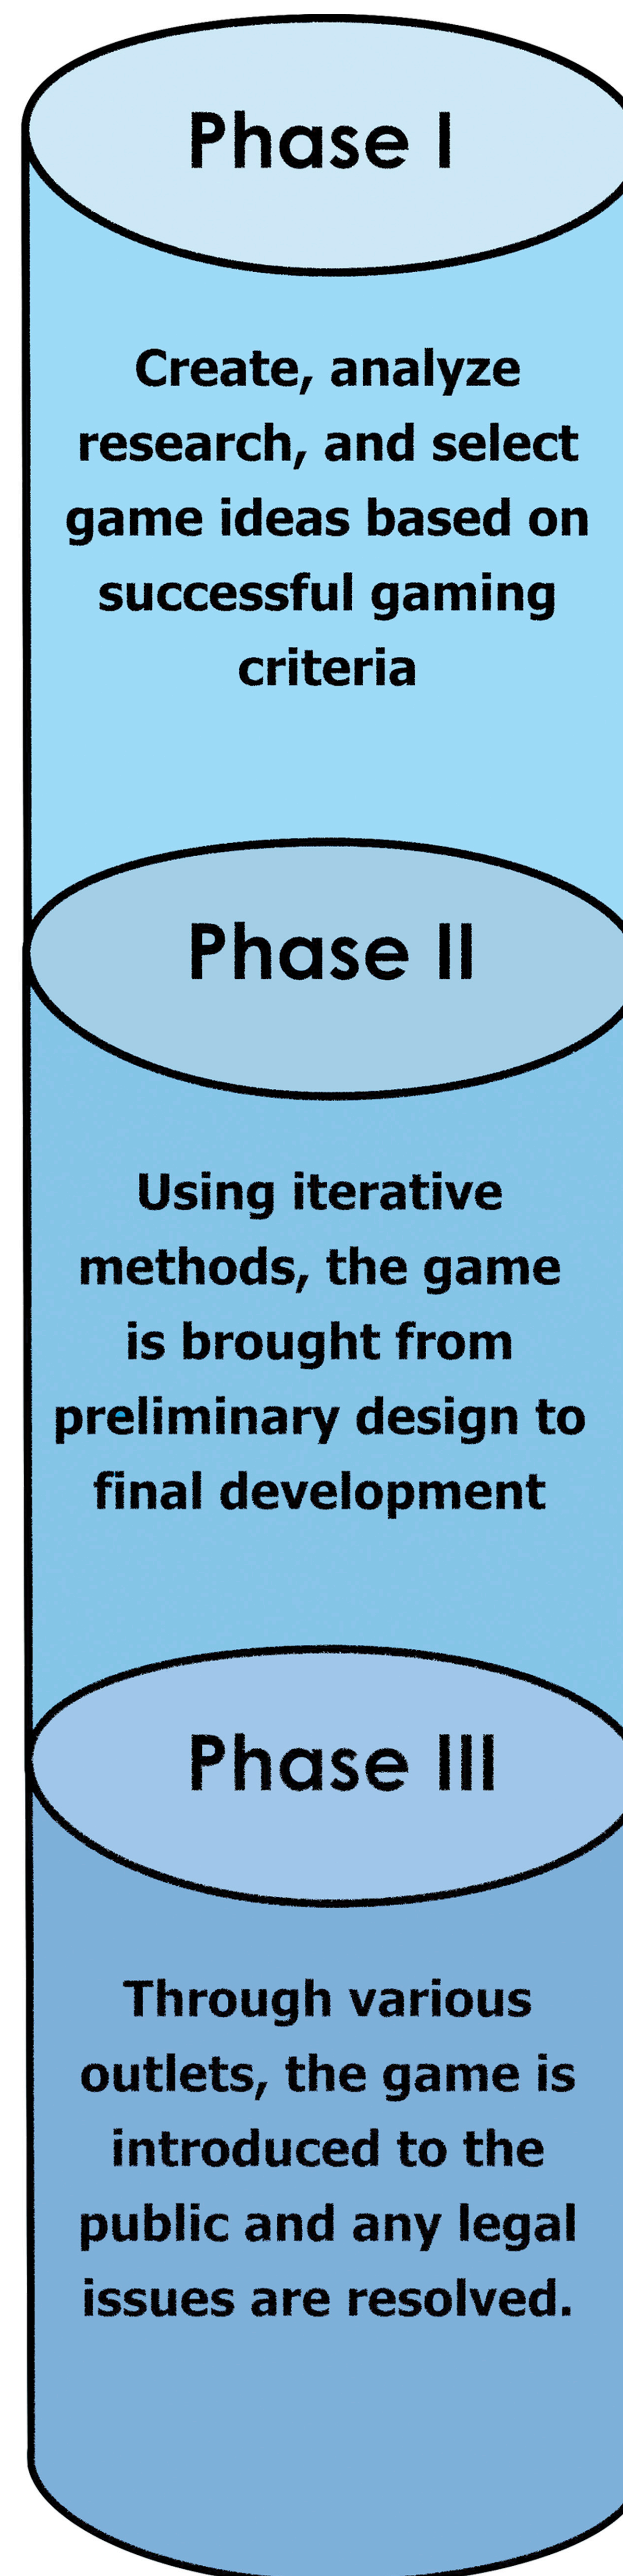 Phase I
Create, analyze
research, and select
game ideas based on
successful gaming
criteria
Phase II
Using iterative
methods, the game
is brought from
preliminary design to
final development
Phase III
Through various
outlets, the game is
introduced to the
public and any legal
issues are resolved.